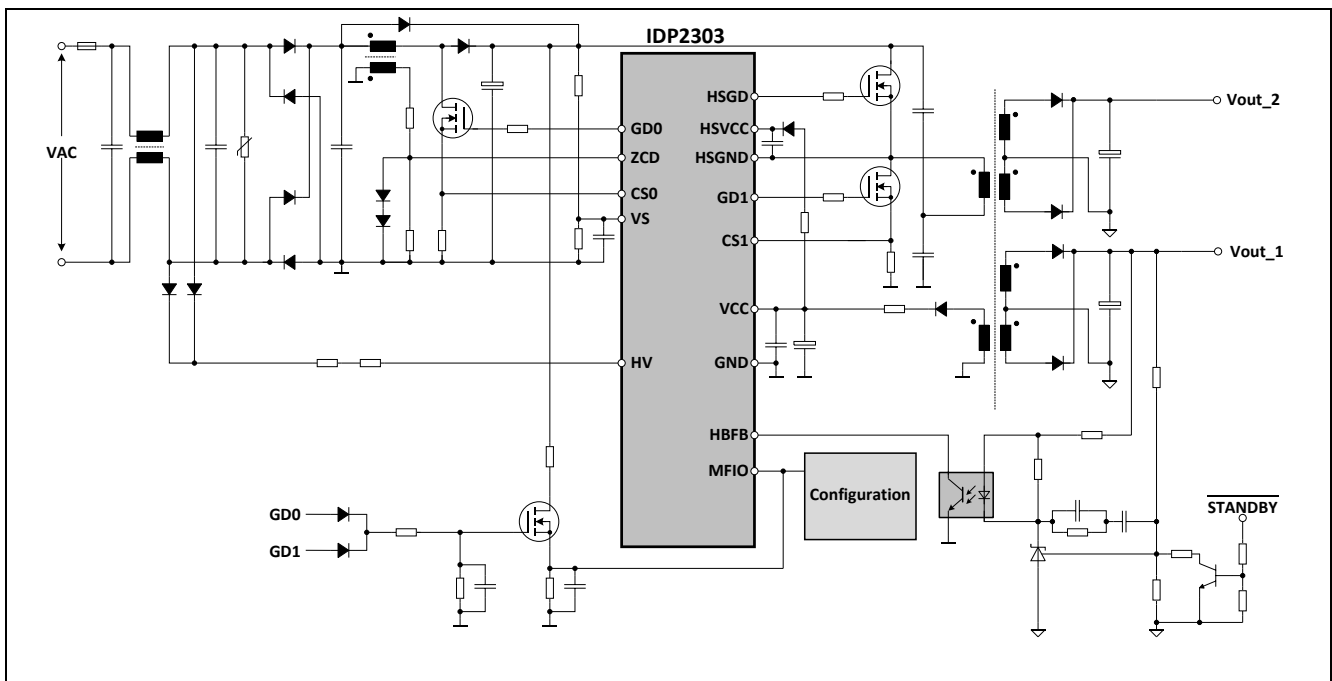 IDP2303
VAC
GD0
ZCD
CS0
VS
HV
HSGD
HSVCC
HSGND
GD1
CS1
VCC
GND
HBFB
MFIO
Vout_2
Vout_1
Configuration
STANDBY
GD0
GD1